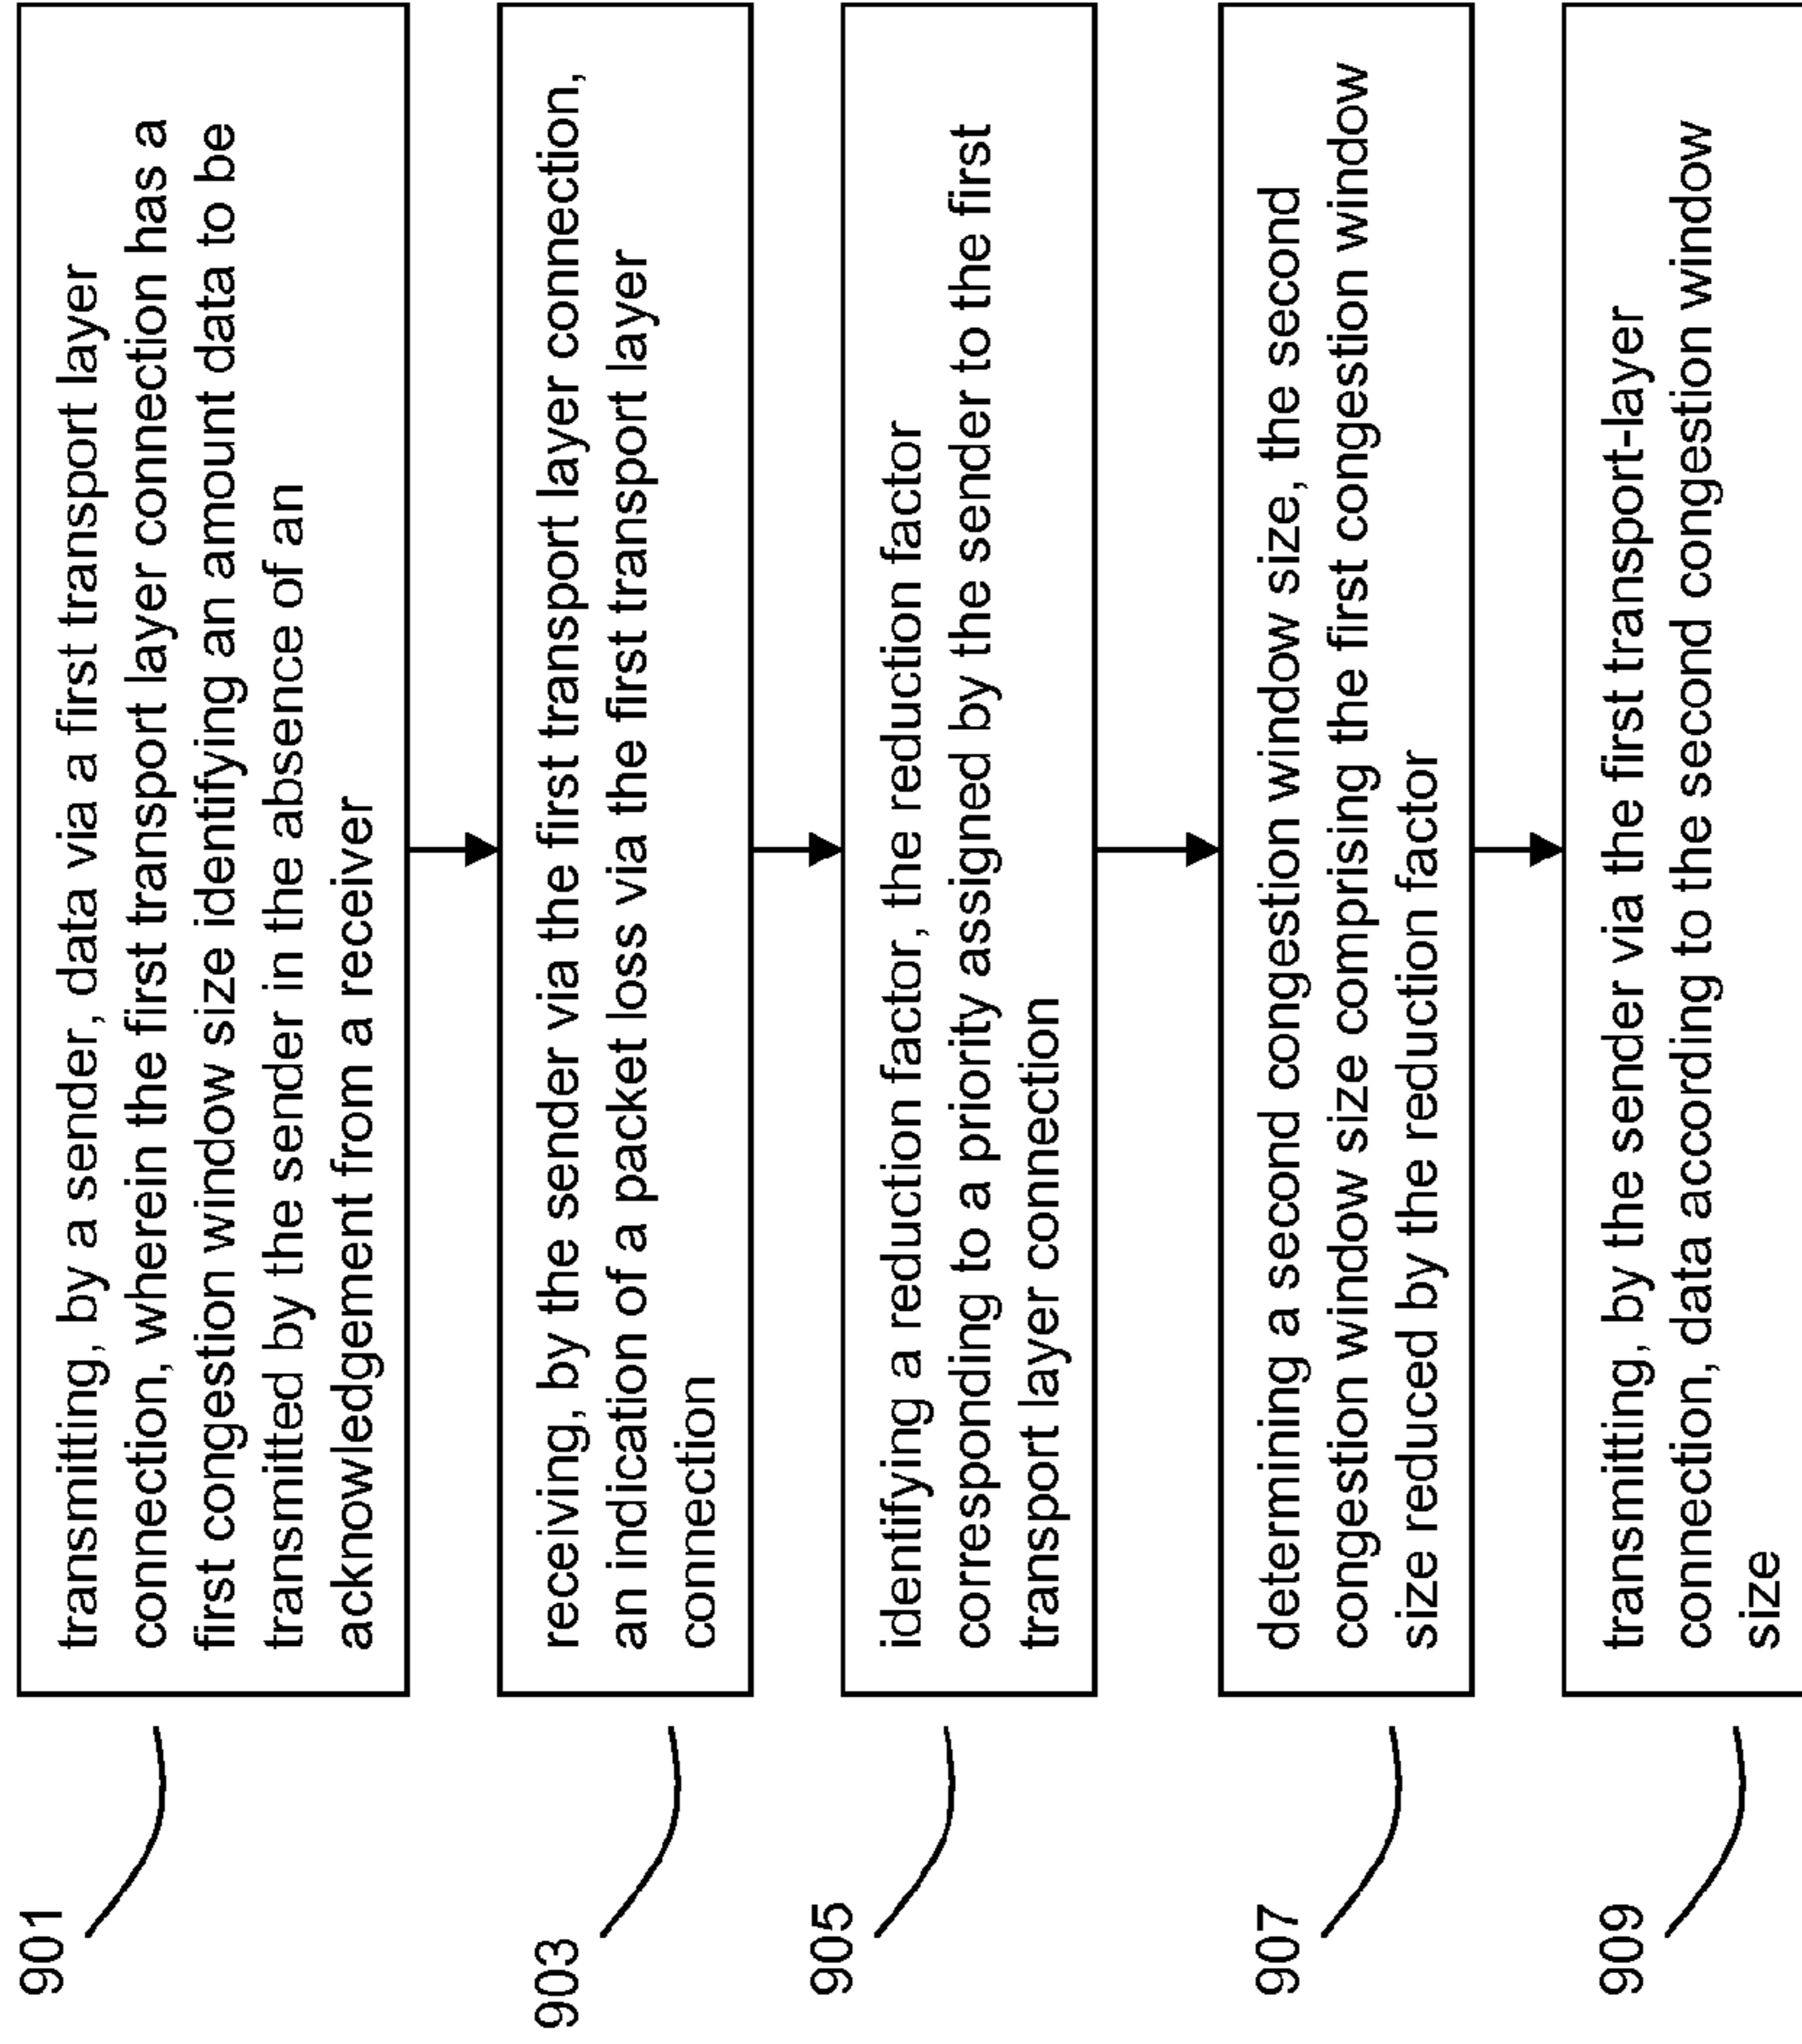 901
transmitting, by a sender, data via a first transport layer
connection, wherein the first transport layer connection has a
first congestion window size identifying an amount data to be
transmitted by the sender in the absence of an
acknowledgement from a receiver
903
receiving, by the sender via the first transport layer connection,
an indication of a packet loss via the first transport layer
connection
905
identifying a reduction factor, the reduction factor
corresponding to a priority assigned by the sender to the first
transport layer connection
907
determining a second congestion window size, the second
congestion window size comprising the first congestion window
size reduced by the reduction factor
909
transmitting, by the sender via the first transport-layer
connection, data according to the second congestion window
size